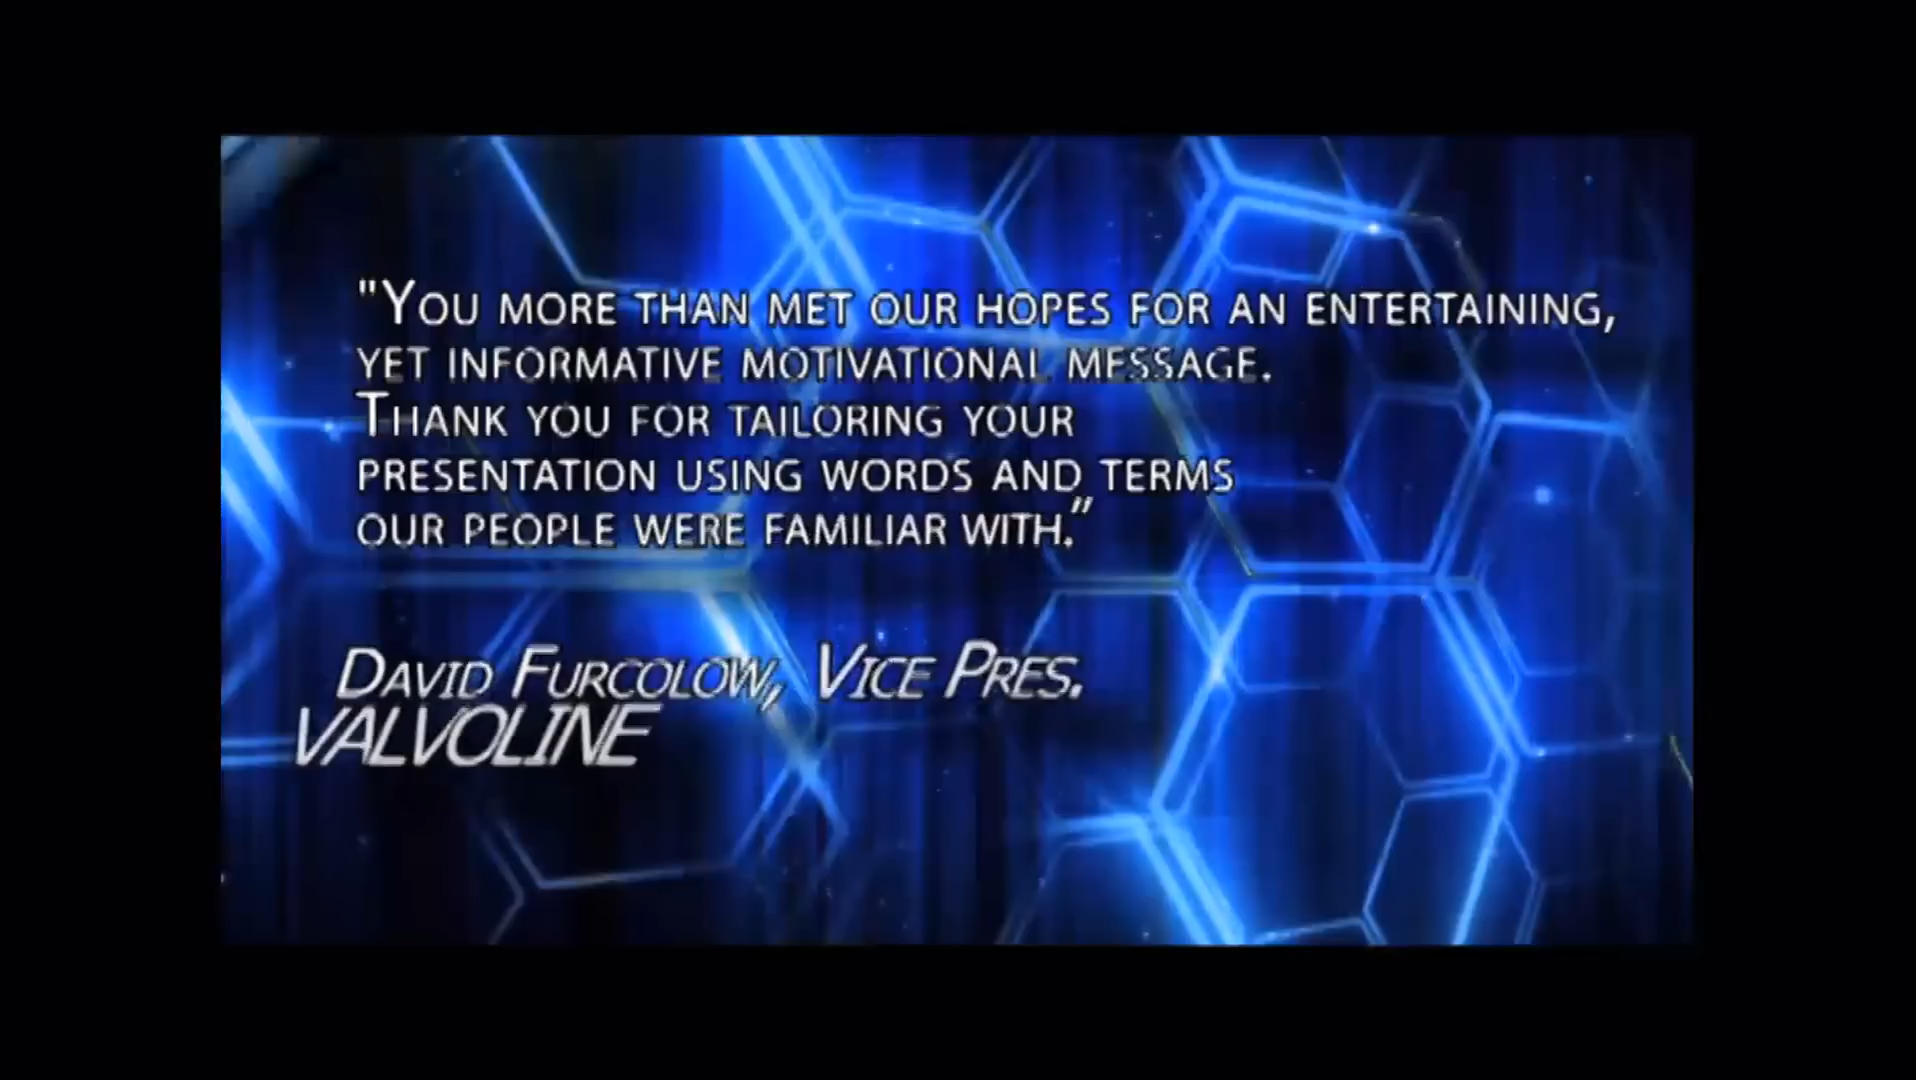 "You more than met our hopes for an entertaining,
yet informative motivational message.
Thank you for tailoring your
presentation using words and terms
our people were familiar with."
David Furcolow, Vice Pres.
VALVOLINE